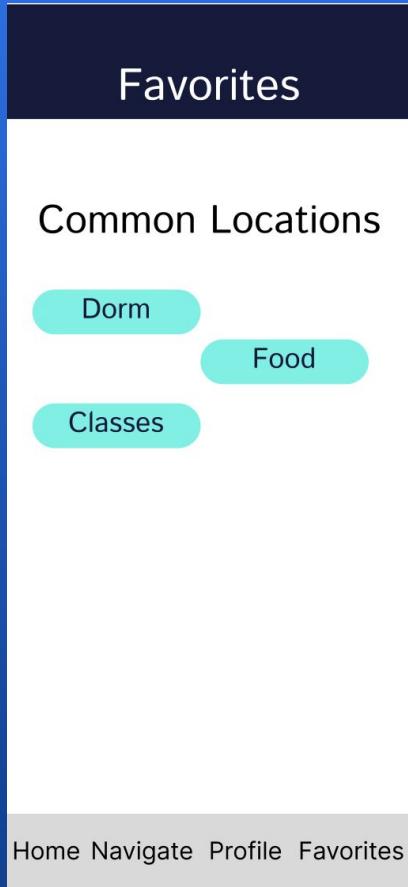 Favorites
Common Locations
Dorm
Food
Classes
Home Navigate Profile Favorites